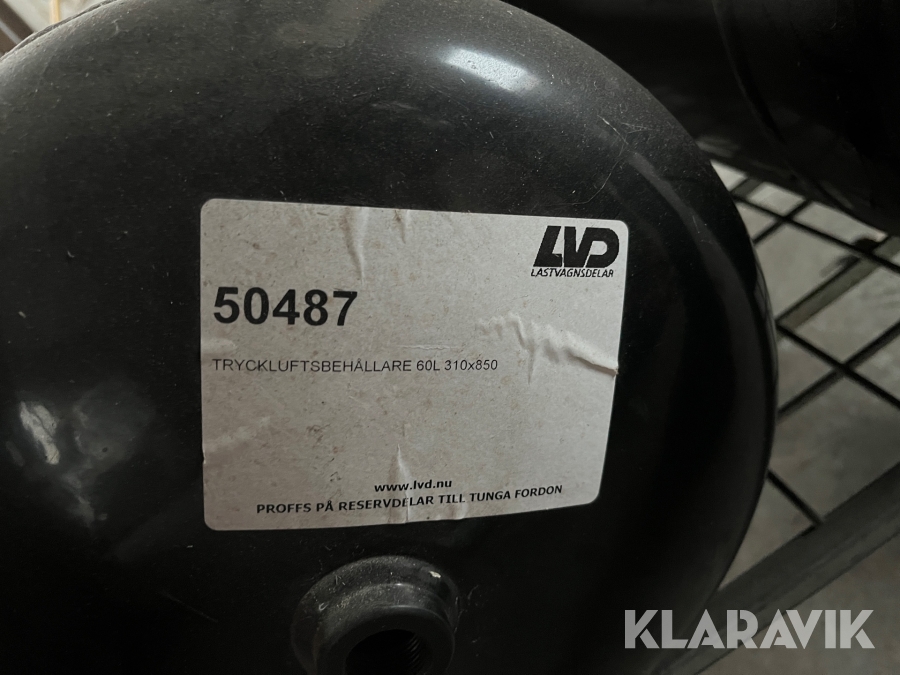 LVD
LASTVAGNSDELAR
50487
TRYCKLUFTSBEHÅLLARE 60L 310x850
www.lvd.nu
PROFFS PÅ RESERVDELAR TILL TUNGA FORDON
KLARAVIK